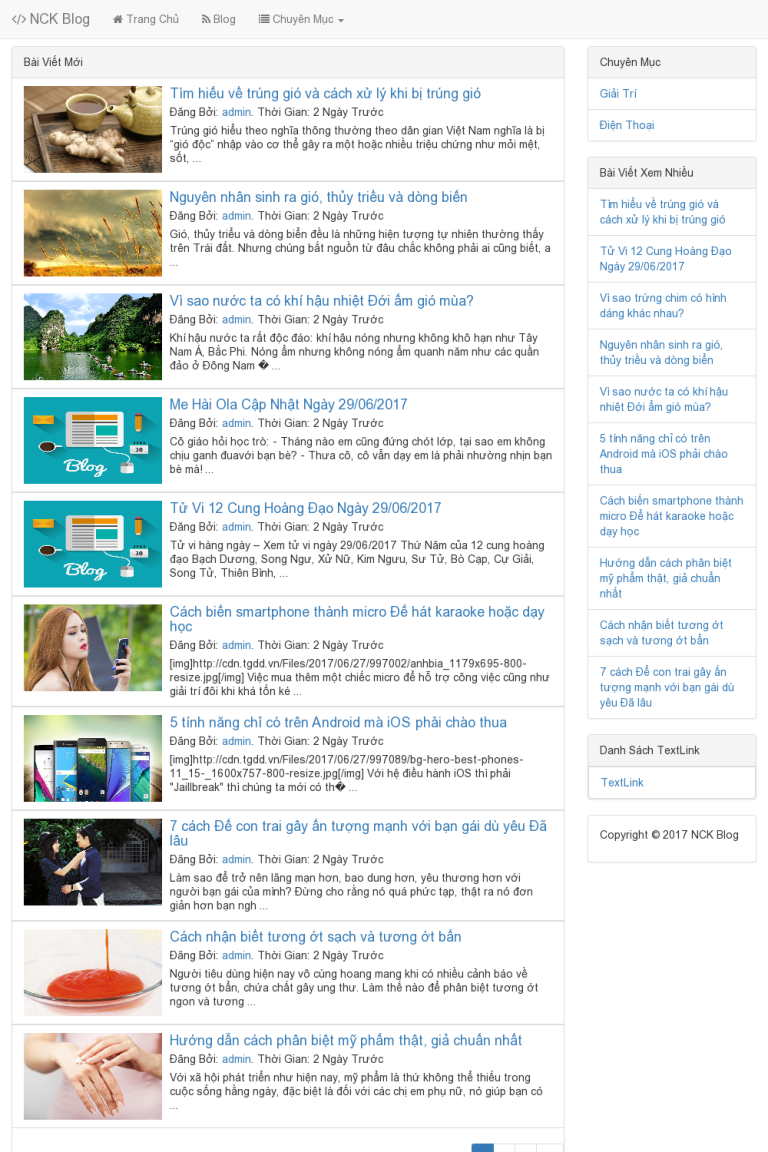 NCK Blog
Trang Chủ
Blog
Chuyên Mục
Bài Viết Mới
Tìm hiểu về trúng gió và cách xử lý khi bị trúng gió
Đăng Bởi: admin. Thời Gian: 2 Ngày Trước
Trúng gió hiểu theo nghĩa thông thường theo dân gian Việt Nam nghĩa là bị
“gió độc” nhập vào cơ thể gây ra một hoặc nhiều triệu chứng như mỏi mệt,
sốt, ...
Nguyên nhân sinh ra gió, thủy triều và dòng biển
Đăng Bởi: admin. Thời Gian: 2 Ngày Trước
Gió, thủy triều và dòng biển đều là những hiện tượng tự nhiên thường thấy
trên Trái đất. Nhưng chúng bắt nguồn từ đâu chắc không phải ai cũng biết, a
...
Vì sao nước ta có khí hậu nhiệt Đới ẩm gió mùa?
Đăng Bởi: admin. Thời Gian: 2 Ngày Trước
Khí hậu nước ta rất độc đáo: khí hậu nóng nhưng không khô hạn như Tây
Nam Á, Bắc Phi. Nóng ẩm nhưng không nóng ẩm quanh năm như các quần
đảo ở Đông Nam � ...
Blog
30
Me Hài Ola Cập Nhật Ngày 29/06/2017
Đăng Bởi: admin. Thời Gian: 2 Ngày Trước
Cô giáo hỏi học trò: - Tháng nào em cũng đứng chót lớp, tại sao em không
chịu ganh đuavới bạn bè? - Thưa cô, cô vẫn dạy em là phải nhường nhịn bạn
bè mà! ...
Blog
30
Tử Vi 12 Cung Hoàng Đạo Ngày 29/06/2017
Đăng Bởi: admin. Thời Gian: 2 Ngày Trước
Tử vi hàng ngày – Xem tử vi ngày 29/06/2017 Thứ Năm của 12 cung hoàng
đạo Bạch Dương, Song Ngư, Xử Nữ, Kim Ngưu, Sư Tử, Bò Cạp, Cự Giải,
Song Tử, Thiên Bình, ...
Cách biến smartphone thành micro Để hát karaoke hoặc dạy
học
Đăng Bởi: admin. Thời Gian: 2 Ngày Trước
[img]http://cdn.tgdd.vn/Files/2017/06/27/997002/anhbia_1179x695-800-
resize.jpg[/img] Việc mua thêm một chiếc micro để hỗ trợ công việc cũng như
giải trí đôi khi khá tốn ké ...
5 tính năng chỉ có trên Android mà iOS phải chào thua
Đăng Bởi: admin. Thời Gian: 2 Ngày Trước
[img]http://cdn.tgdd.vn/Files/2017/06/27/997089/bg-hero-best-phones-
11_15-_1600x757-800-resize.jpg[/img] Với hệ điều hành iOS thì phải
"Jaillbreak" thì chúng ta mới có th� ...
7 cách Để con trai gây ấn tượng mạnh với bạn gái dù yêu Đã
lâu
Đăng Bởi: admin. Thời Gian: 2 Ngày Trước
Làm sao để trở nên lãng mạn hơn, bao dung hơn, yêu thương hơn với
người bạn gái của mình? Đừng cho rằng nó quá phức tạp, thật ra nó đơn
giản hơn bạn ngh ...
Cách nhận biết tương ớt sạch và tương ớt bẩn
Đăng Bởi: admin. Thời Gian: 2 Ngày Trước
Người tiêu dùng hiện nay vô cùng hoang mang khi có nhiều cảnh báo về
tương ớt bẩn, chứa chất gây ung thư. Làm thế nào để phân biệt tương ớt
ngon và tương ...
Hướng dẫn cách phân biệt mỹ phẩm thật, giả chuẩn nhất
Đăng Bởi: admin. Thời Gian: 2 Ngày Trước
Với xã hội phát triển như hiện nay, mỹ phẩm là thứ không thể thiếu trong
cuộc sống hằng ngày, đặc biệt là đối với các chị em phụ nữ, nó giúp bạn có
...
Chuyên Mục
Giải Trí
Điện Thoại
Bài Viết Xem Nhiều
Tìm hiểu về trúng gió và
cách xử lý khi bị trúng gió
Tử Vi 12 Cung Hoàng Đạo
Ngày 29/06/2017
Vì sao trứng chim có hình
dáng khác nhau?
Nguyên nhân sinh ra gió,
thủy triều và dòng biển
Vì sao nước ta có khí hậu
nhiệt Đới ẩm gió mùa?
5 tính năng chỉ có trên
Android mà iOS phải chào
thua
Cách biến smartphone thành
micro Để hát karaoke hoặc
dạy học
Hướng dẫn cách phân biệt
mỹ phẩm thật, giả chuẩn
nhất
Cách nhận biết tương ớt
sạch và tương ớt bẩn
7 cách Để con trai gây ấn
tượng mạnh với bạn gái dù
yêu Đã lâu
Danh Sách TextLink
TextLink
Copyright © 2017 NCK Blog